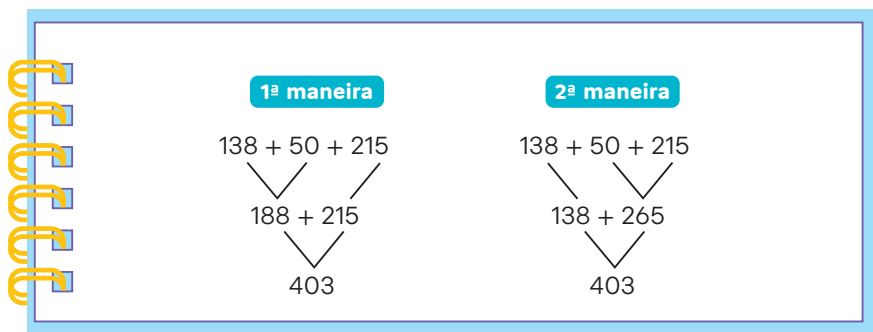 1ª maneira
138 + 50 + 215
188 + 215
403
2ª maneira
138 + 50 + 215
138 + 265
403